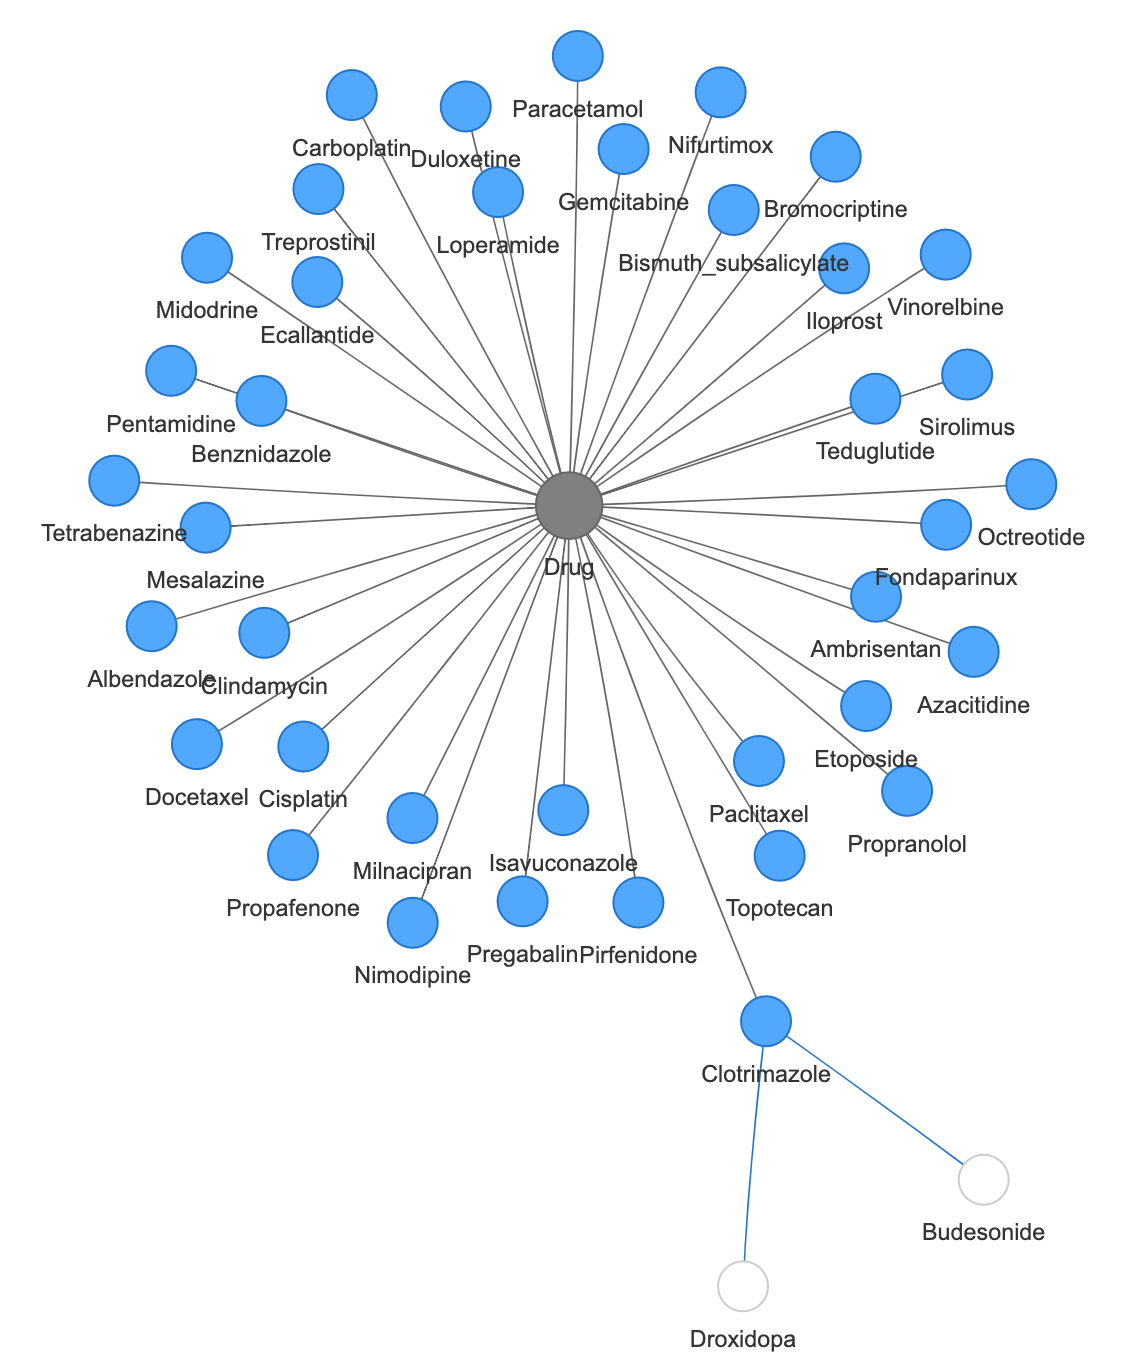 Paracetamol
Carboplatin
Duloxetine
Nifurtimox
Gemcitabine
Bromocriptine
Treprostinil
Loperamide
Bismuth_subsalicylate
Midodrine
Ecallantide
Iloprost
Vinorelbine
Pentamidine
Benznidazole
Teduglutide
Sirolimus
Tetrabenazine
Octreotide
Mesalazine
Drug
Fondaparinux
Albendazole
Clindamycin
Ambrisentan
Azacitidine
Docetaxel
Cisplatin
Etoposide
Paclitaxel
Propranolol
Milnacipran
Isavuconazole
Propafenone
Topotecan
Nimodipine
Pregabalin
Pirfenidone
Clotrimazole
Budesonide
Droxidopa